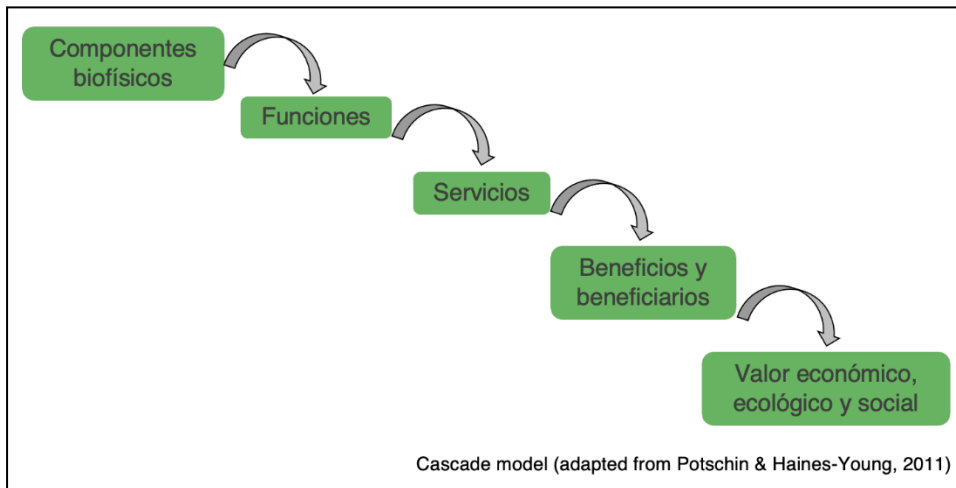 Componentes
biofísicos
Funciones
Servicios
Beneficios y
beneficiarios
Valor económico,
ecológico y social
Cascade model (adapted from Potschin & Haines-Young, 2011)